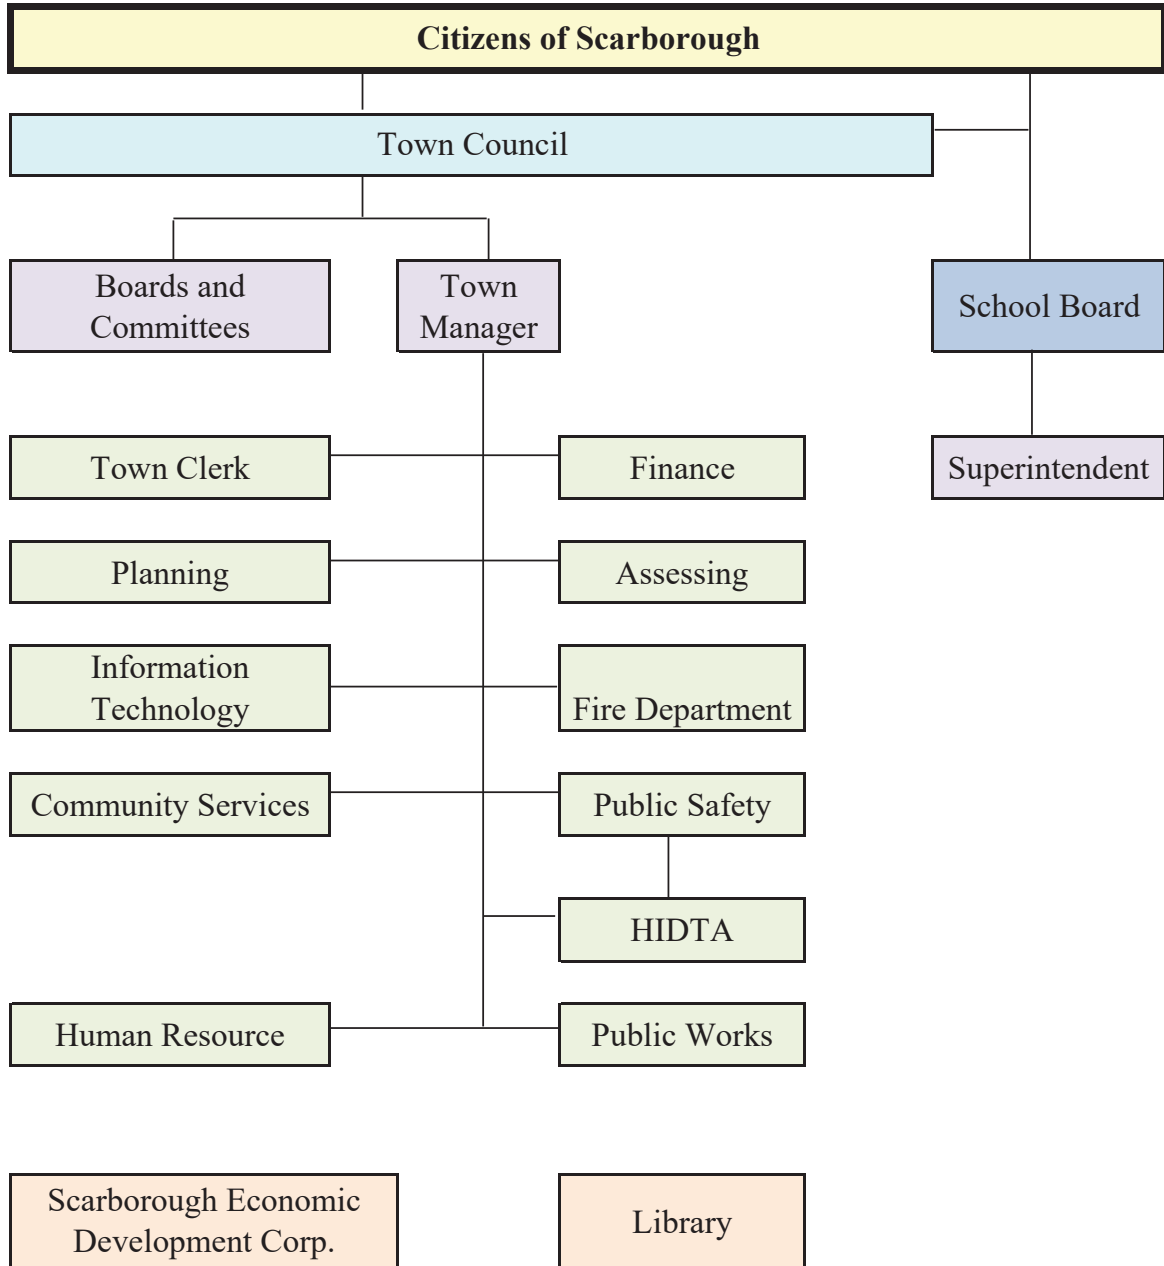 Citizens of Scarborough
Town Council
Boards and
Committees
Town
Manager
School Board
Town Clerk
Finance
Superintendent
Planning
Assessing
Information
Technology
Fire Department
Community Services
Public Safety
HIDTA
Human Resource
Public Works
Scarborough Economic
Development Corp.
Library